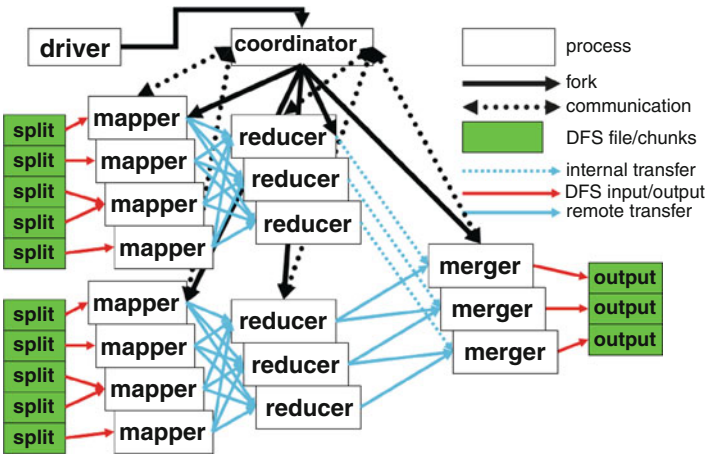 driver
coordinator
process
fork
communication
DFS file/chunks
internal transfer
DFS input/output
remote transfer
split
split
split
split
split
mapper
mapper
mapper
mapper
reducer
reducer
reducer
split
split
split
split
split
mapper
mapper
mapper
mapper
reducer
reducer
reducer
merger
merger
merger
output
output
output